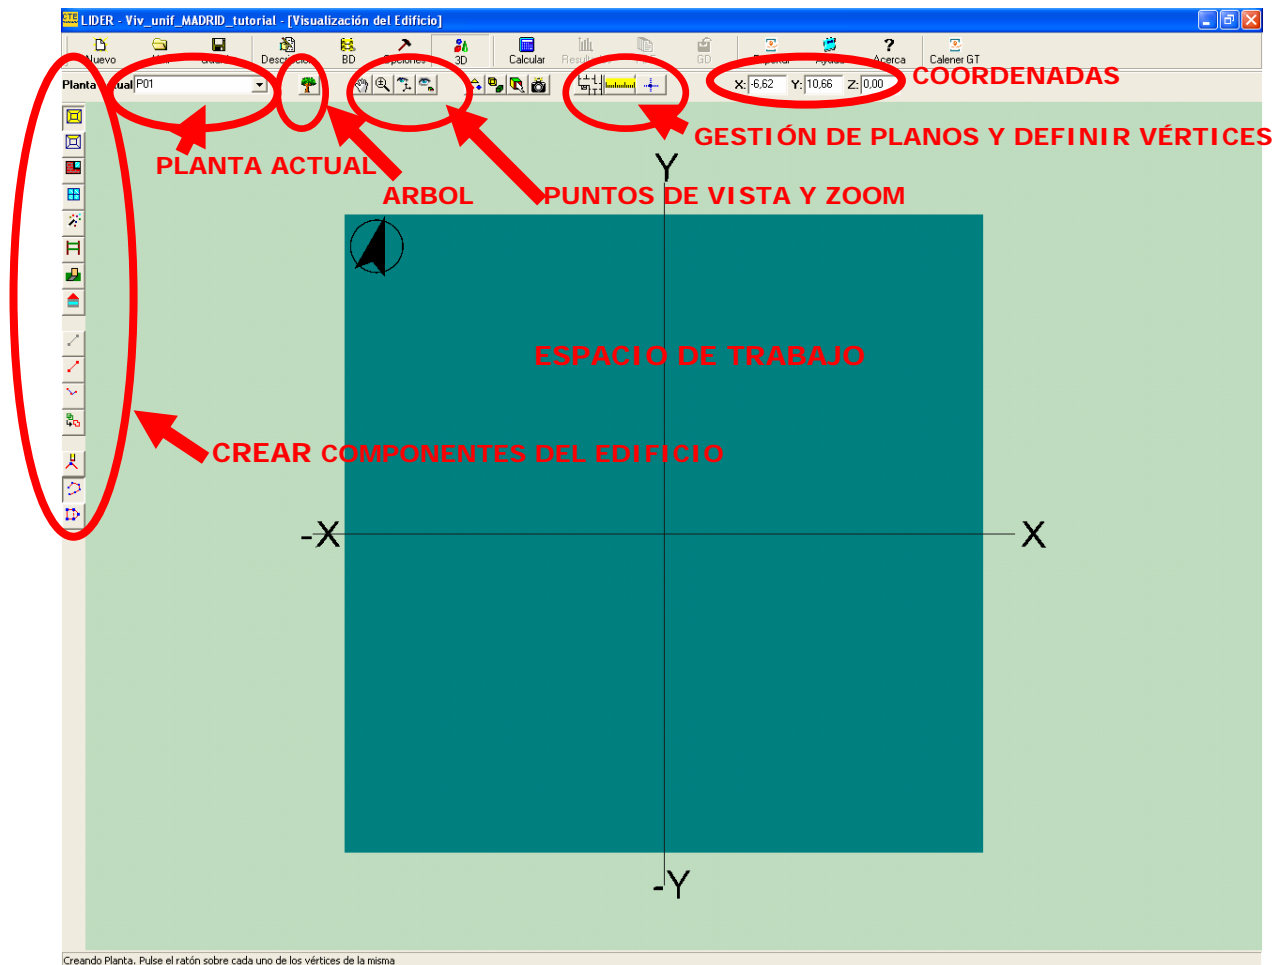 LIDER - Viv_unif_MADRID_tutorial - [Visualización del Edificio]
Nuevo BD Opciones 3D Calcular GD Ayuda Acerca Calener GT
Planta P01 X: -6,62 Y: 10,66 Z: 0,00 COORDENADAS
GESTIÓN DE PLANOS Y DEFINIR VÉRTICES
PLANTA ACTUAL
Y
ARBOL PUNTOS DE VISTA Y ZOOM
ESPACIO DE TRABAJO
CREAR COMPONENTES DEL EDIFICIO
-X X
-Y
Creando Planta. Pulse el ratón sobre cada uno de los vértices de la misma